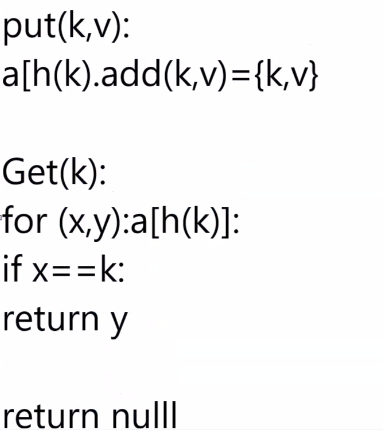 put(k,v):
a[h(k).add(k,v)={k,v}
Get(k):
for (x,y):a[h(k)]:
if x==k:
return y
return nulll